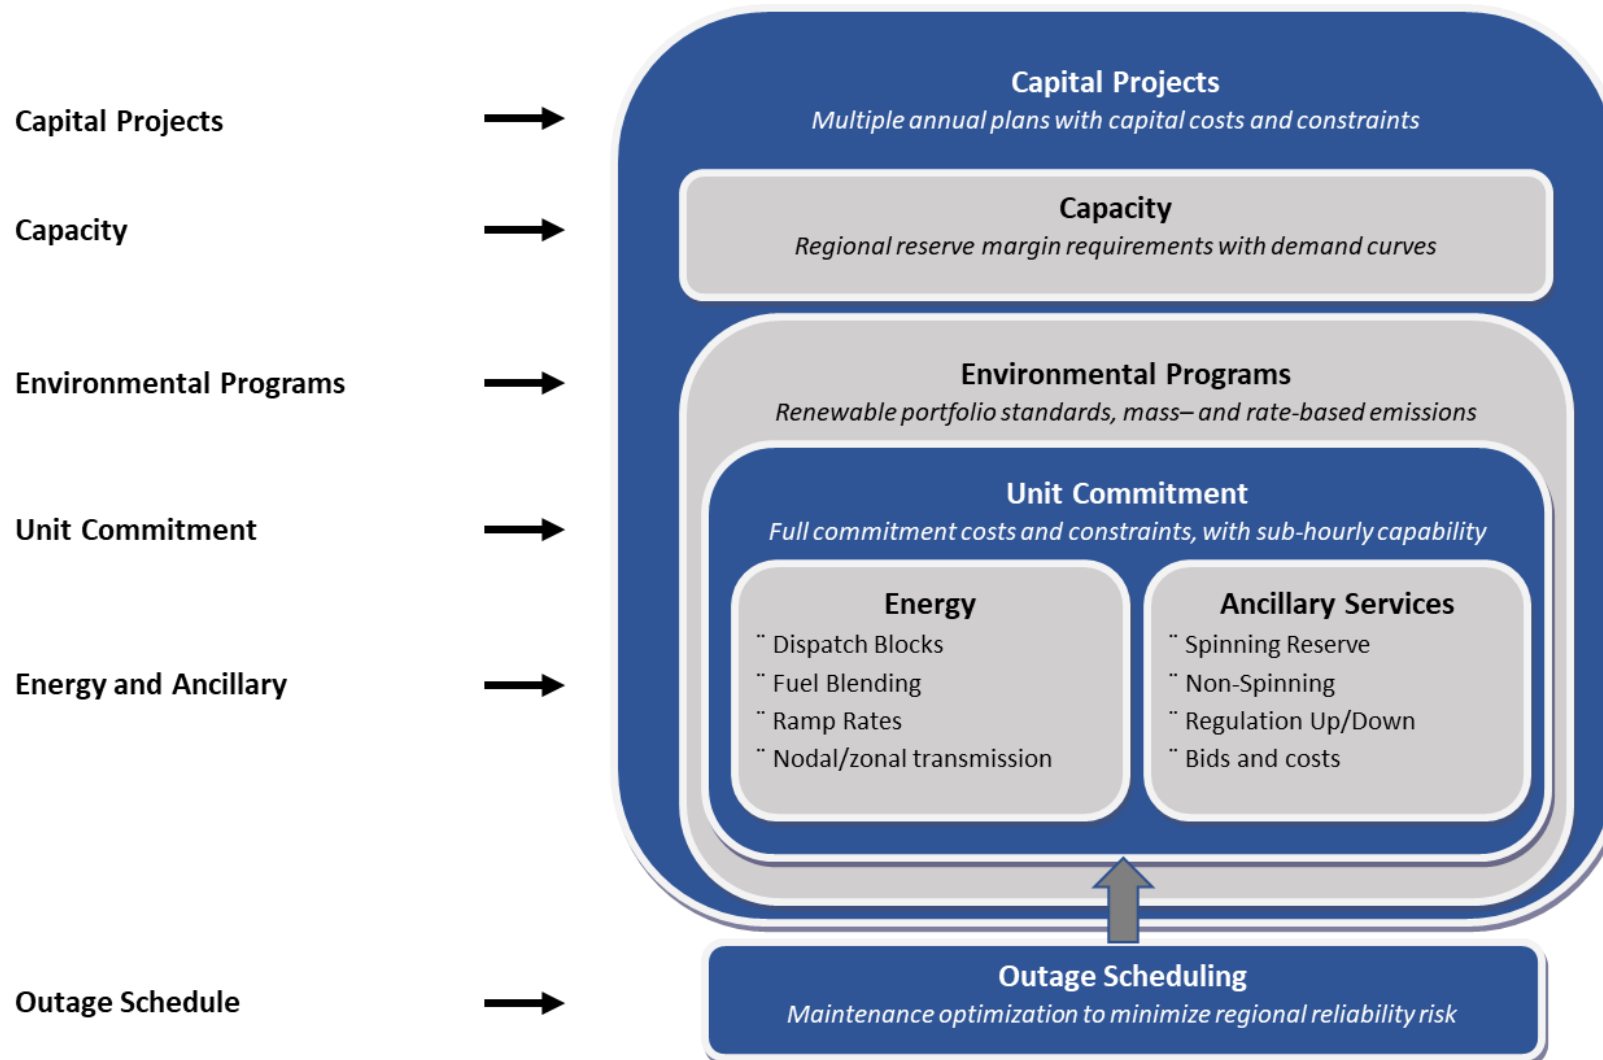 Capital Projects
Capital Projects
Multiple annual plans with capital costs and constraints
Capacity
Capacity
Regional reserve margin requirements with demand curves
Environmental Programs
Environmental Programs
Renewable portfolio standards, mass– and rate-based emissions
Unit Commitment
Unit Commitment
Full commitment costs and constraints, with sub-hourly capability
Energy and Ancillary
Energy
¨ Dispatch Blocks
¨ Fuel Blending
¨ Ramp Rates
¨ Nodal/zonal transmission
Ancillary Services
¨ Spinning Reserve
¨ Non-Spinning
¨ Regulation Up/Down
¨ Bids and costs
Outage Schedule
Outage Scheduling
Maintenance optimization to minimize regional reliability risk